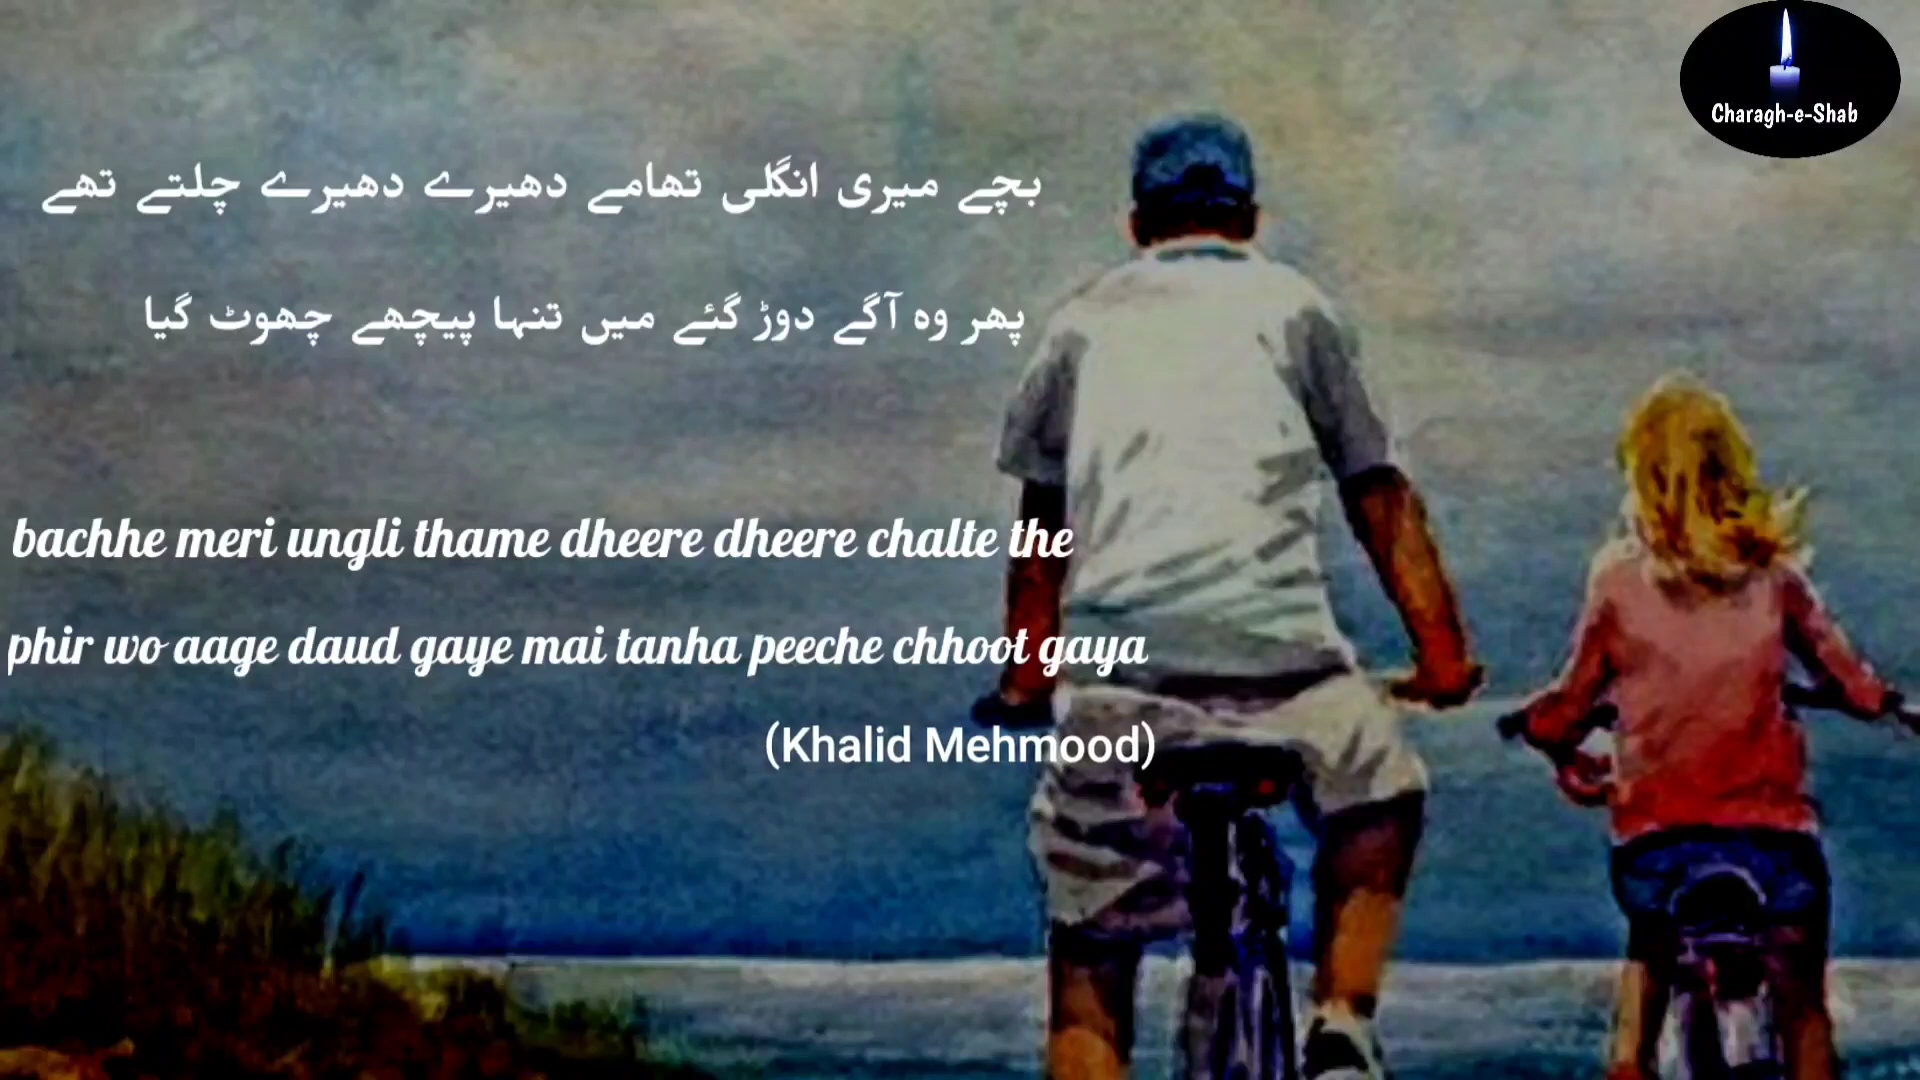 Charagh-e-Shab
بچے میری انگلی تھامے دھیرے دھیرے چلتے تھے
پھر وہ آگے دوڑ گئے میں تنہا پیچھے چھوٹ گیا
bachhe meri ungli thame dheere dheere chalte the
phir wo aage daud gaye mai tanha peeche chhoot gaya
(Khalid Mehmood)